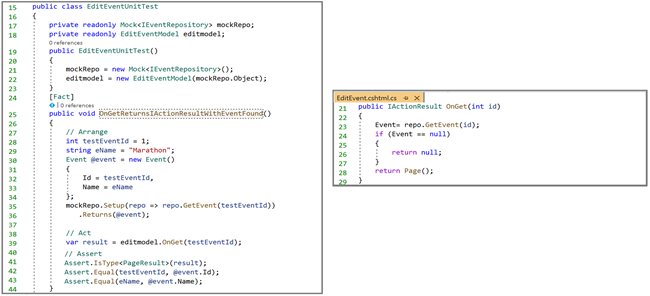 15 public class EditEventUnitTest
16 {
17 private readonly Mock<IEventRepository> mockRepo;
18 private readonly EditEventModel editmodel;
0 references
19 public EditEventUnitTest()
20 {
21 mockRepo = new Mock<IEventRepository>();
22 editmodel = new EditEventModel(mockRepo.Object);
23 }
24 [Fact]
| 0 references
25 public void OnGetReturnsIActionResultWithEventFound()
26 {
27 // Arrange
28 int testEventId = 1;
29 string eName = "Marathon";
30 Event @event = new Event()
31 {
32 Id = testEventId,
33 Name = eName
34 };
35 mockRepo.Setup(repo => repo.GetEvent(testEventId))
36 .Returns(@event);
37
38 // Act
39 var result = editmodel.OnGet(testEventId);
40 // Assert
41 Assert.IsType<PageResult>(result);
42 Assert.Equal(testEventId, @event.Id);
43 Assert.Equal(eName, @event.Name);
44 }
EditEvent.cshtml.cs
21 public IActionResult OnGet(int id)
22 {
23 Event= repo.GetEvent(id);
24 if (Event == null)
25 {
26 return null;
27 }
28 return Page();
29 }